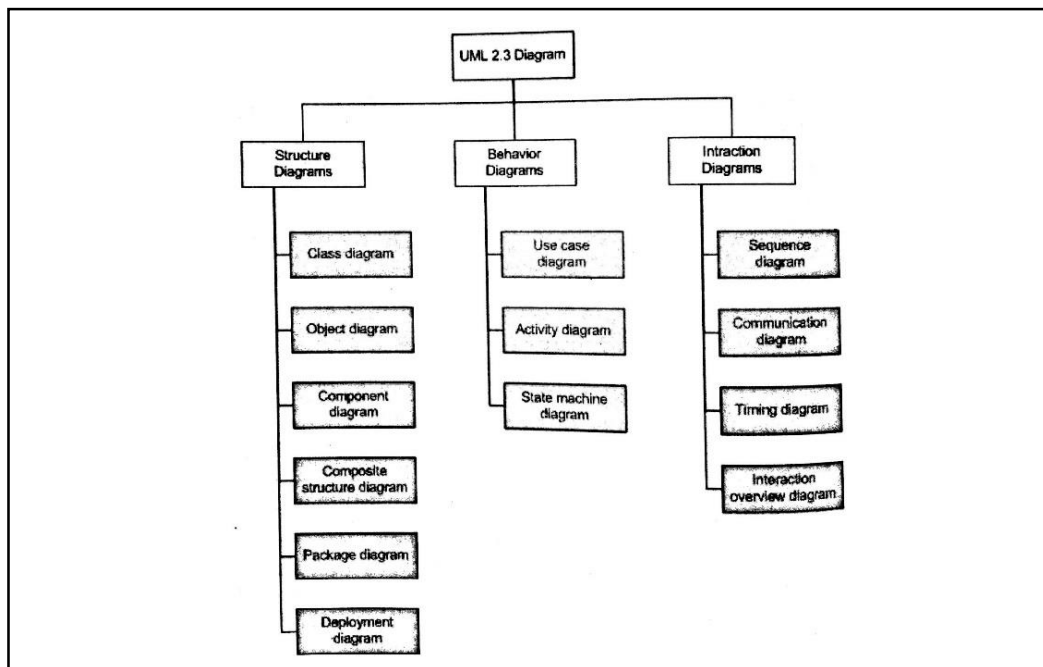 UML 2.3 Diagram
Structure
Diagrams
Behavior
Diagrams
Intraction
Diagrams
Class diagram
Object diagram
Component
diagram
Composite
structure diagram
Package diagram
Deployment
diagram
Use case
diagram
Activity diagram
State machine
diagram
Sequence
diagram
Communication
diagram
Timing diagram
Interaction
overview diagram